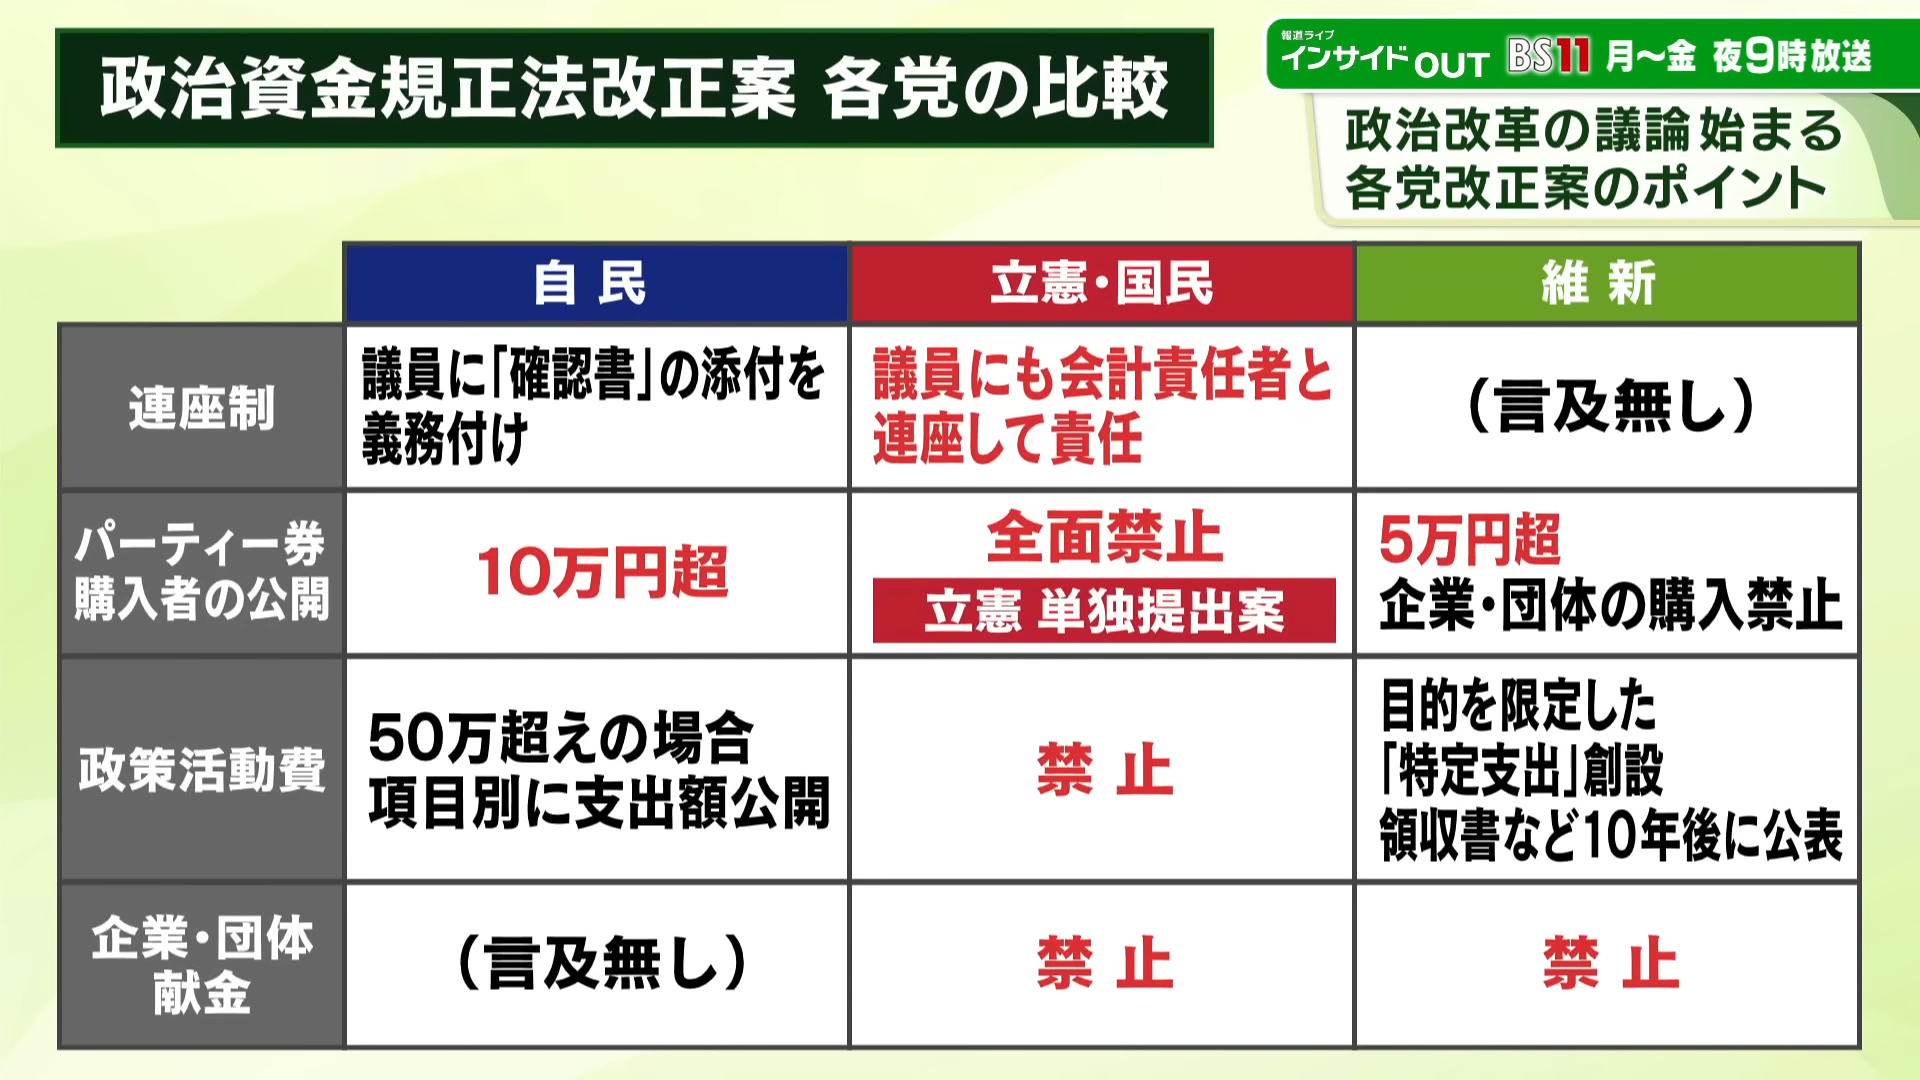 政治資金規正法改正案 各党の比較
報道ライブ
インサイドOUT BS11 月～金 夜9時放送
政治改革の議論始まる
各党改正案のポイント
自民
立憲・国民
維新
連座制
議員に「確認書」の添付を
義務付け
議員にも会計責任者と
連座して責任
（言及無し）
パーティー券
購入者の公開
10万円超
全面禁止
立憲 単独提出案
5万円超
企業・団体の購入禁止
政策活動費
50万超えの場合
項目別に支出額公開
禁止
目的を限定した
「特定支出」創設
領収書など10年後に公表
企業・団体
献金
（言及無し）
禁止
禁止